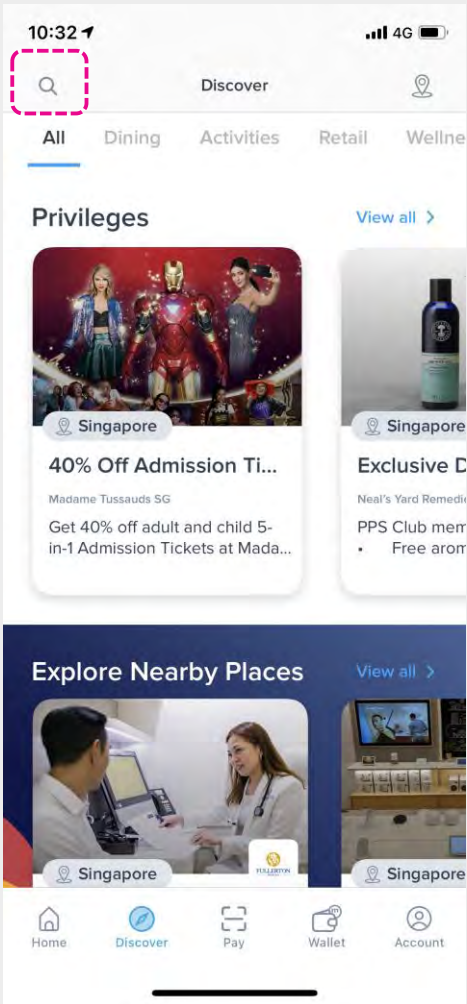 10:32
4G
Discover
All Dining Activities Retail Wellne
Privileges View all >
Singapore Singapore
40% Off Admission Ti... Exclusive D
Madame Tussauds SG Neal's Yard Remedie
Get 40% off adult and child 5- PPS Club mem
in-1 Admission Tickets at Mada... • Free arom
Explore Nearby Places View all >
FULLERTON
Singapore Singapore
Home Discover Pay Wallet Account